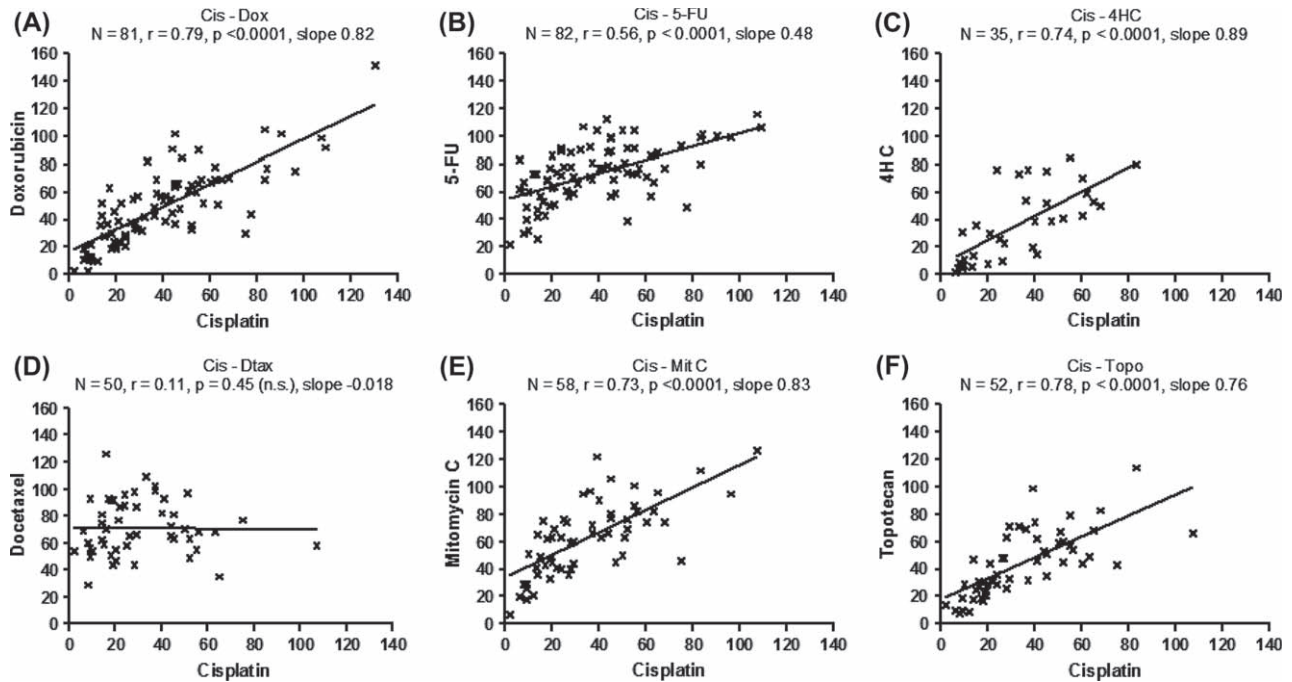 (A)
Cis - Dox
N = 81, r = 0.79, p <0.0001, slope 0.82
Doxorubicin
160
140
120
100
80
60
40
20
0
0 20 40 60 80 100 120 140
Cisplatin
(B)
Cis - 5-FU
N = 82, r = 0.56, p < 0.0001, slope 0.48
5-FU
160
140
120
100
80
60
40
20
0
0 20 40 60 80 100 120 140
Cisplatin
(C)
Cis - 4HC
N = 35, r = 0.74, p < 0.0001, slope 0.89
4HC
160
140
120
100
80
60
40
20
0
0 20 40 60 80 100 120 140
Cisplatin
(D)
Cis - Dtax
N = 50, r = 0.11, p = 0.45 (n.s.), slope -0.018
Docetaxel
160
140
120
100
80
60
40
20
0
0 20 40 60 80 100 120 140
Cisplatin
(E)
Cis - Mit C
N = 58, r = 0.73, p <0.0001, slope 0.83
Mitomycin C
160
140
120
100
80
60
40
20
0
0 20 40 60 80 100 120 140
Cisplatin
(F)
Cis - Topo
N = 52, r = 0.78, p < 0.0001, slope 0.76
Topotecan
160
140
120
100
80
60
40
20
0
0 20 40 60 80 100 120 140
Cisplatin